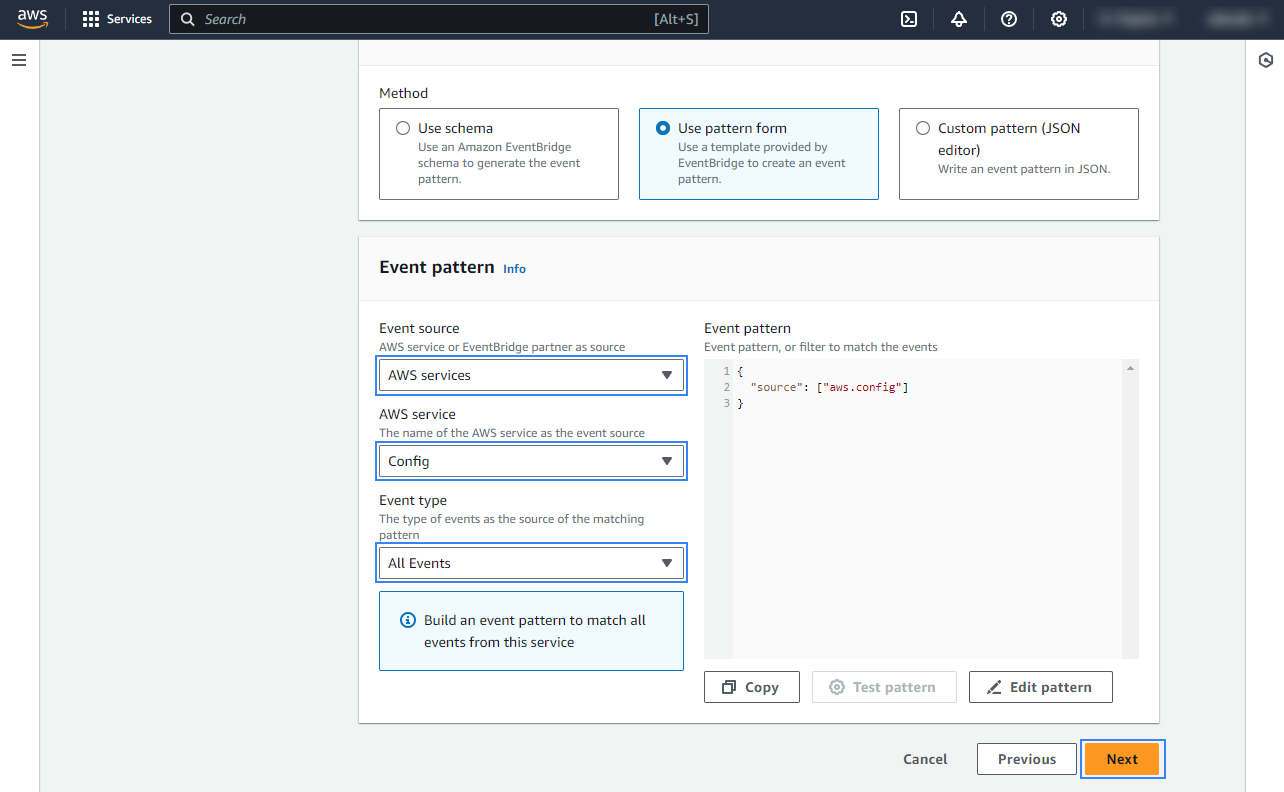 aws Services Search [Alt+S]
Method
Use schema
Use an Amazon EventBridge
schema to generate the event
pattern.
Use pattern form
Use a template provided by
EventBridge to create an event
pattern.
Custom pattern (JSON
editor)
Write an event pattern in JSON.
Event pattern Info
Event source
AWS service or EventBridge partner as source
AWS services
AWS service
The name of the AWS service as the event source
Config
Event type
The type of events as the source of the matching
pattern
All Events
Build an event pattern to match all
events from this service
Event pattern
Event pattern, or filter to match the events
1 {
2 "source": ["aws.config"]
3 }
Copy Test pattern Edit pattern
Cancel Previous Next